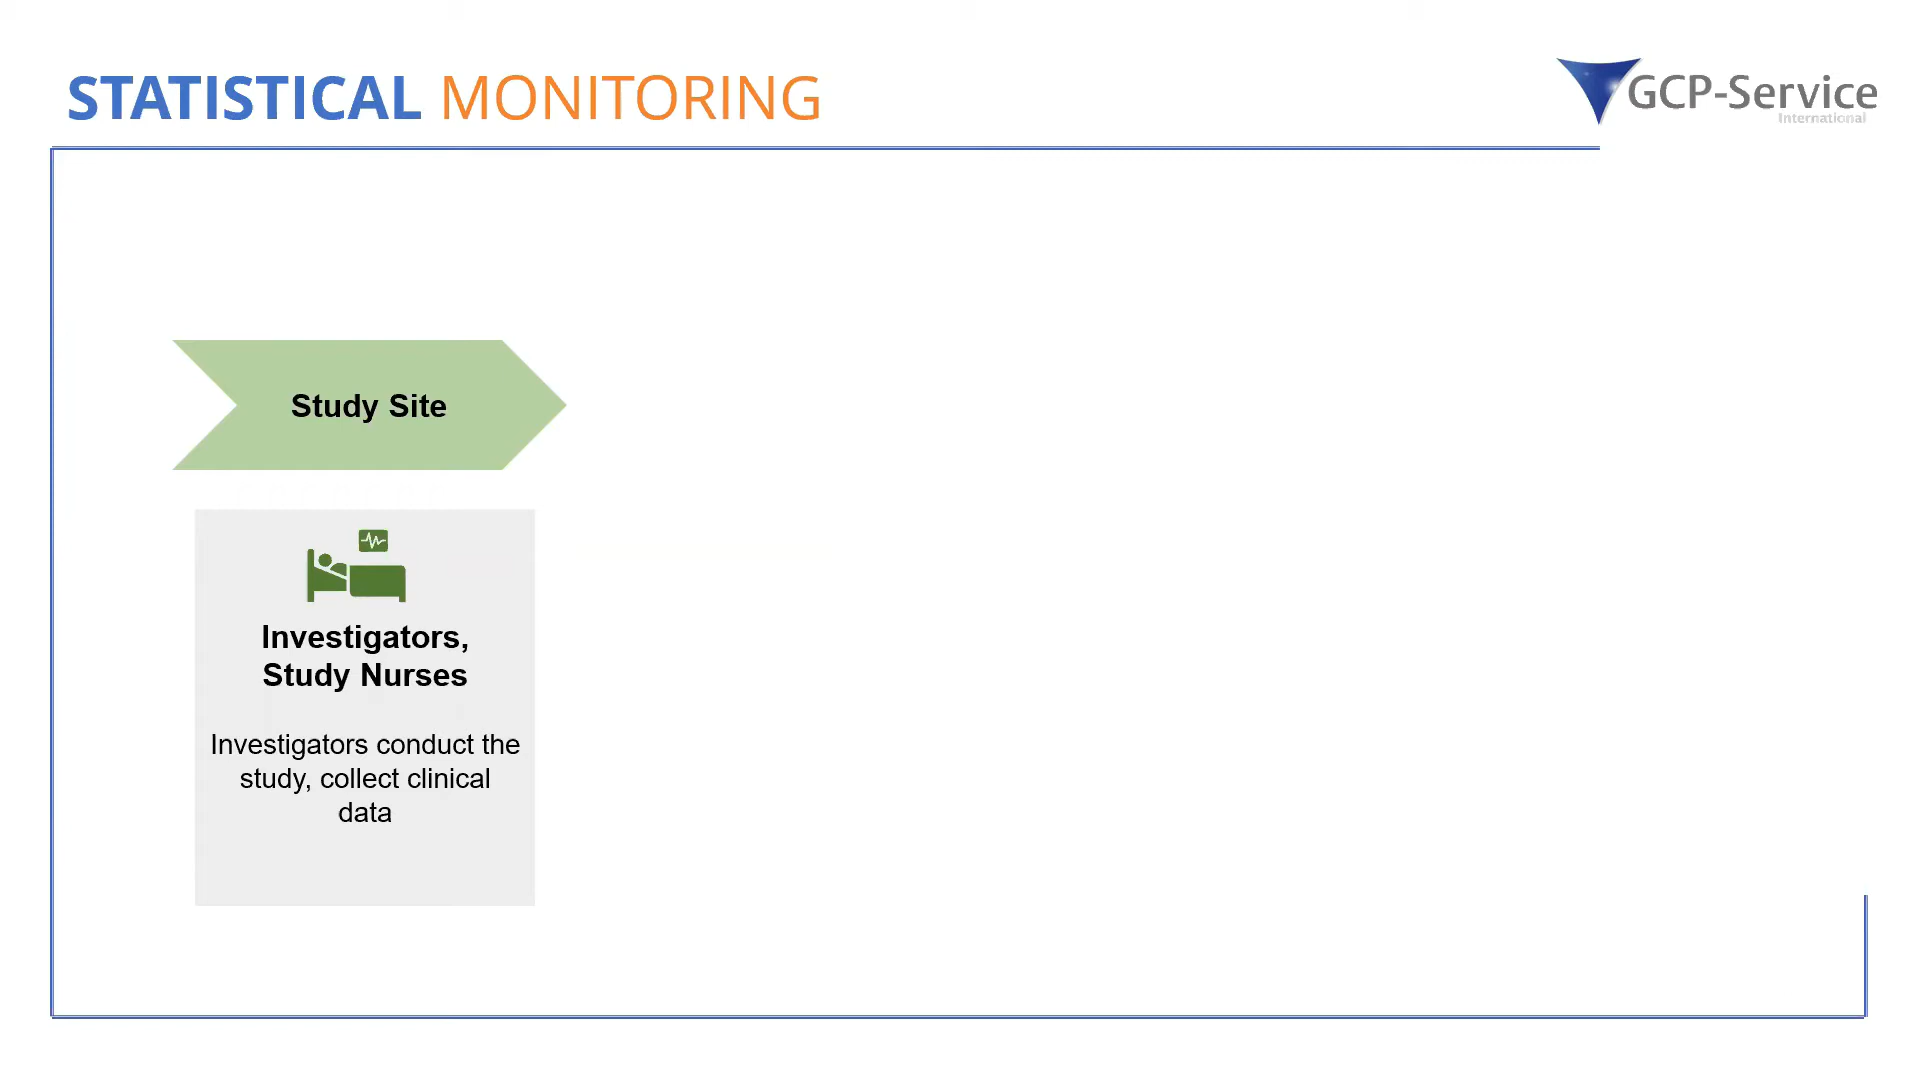 STATISTICAL MONITORING
GCP-Service
International
Study Site
Investigators,
Study Nurses
Investigators conduct the
study, collect clinical
data